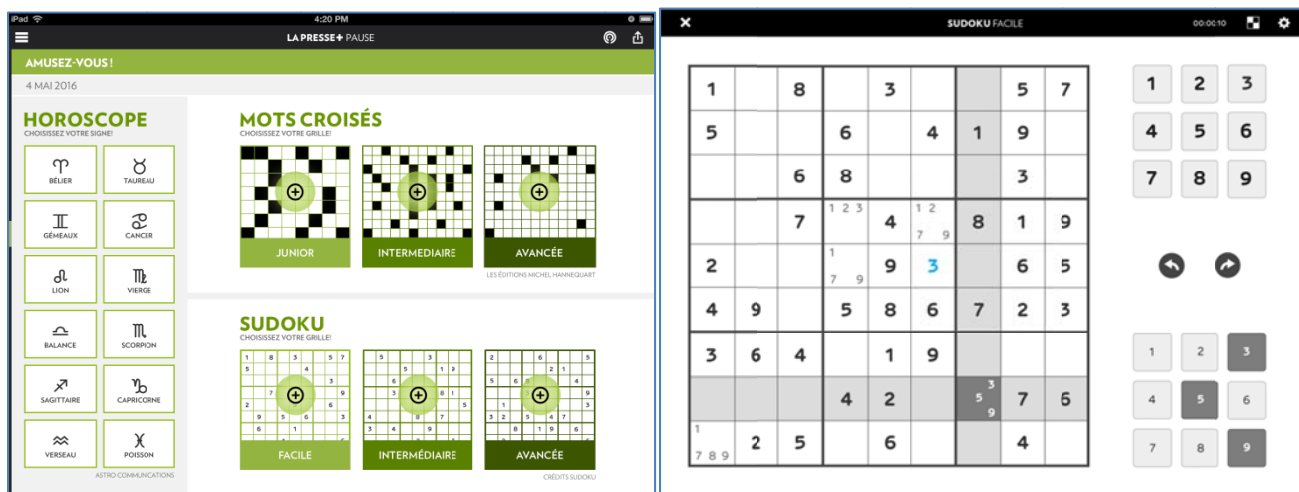 iPad 4:20 PM
LA PRESSE+ PAUSE
AMUSEZ-VOUS !
4 MAI 2016
HOROSCOPE
CHOISISSEZ VOTRE SIGNE!
BÉLIER TAUREAU
GÉMEAUX CANCER
LION VIERGE
BALANCE SCORPION
SAGITTAIRE CAPRICORNE
VERSEAU POISSON
ASTRO COMMUNCATIONS
MOTS CROISÉS
CHOISISSEZ VOTRE GRILLE!
JUNIOR INTERMEDIAIRE AVANCÉE
LES ÉDITIONS MICHEL HANNEQUART
SUDOKU
CHOISISSEZ VOTRE GRILLE!
FACILE INTERMÉDIAIRE AVANCÉE
CRÉDITS SUDOKU
SUDOKU FACILE 00:00:10
1 8 3 5 7
5 6 4 1 9
6 8 3
7 1 2 3 4 1 2 7 9 8 1 9
2 1 7 9 9 3 6 5
4 9 5 8 6 7 2 3
3 6 4 1 9
4 2 3 5 9 7 6
1 7 8 9 2 5 6 4
1 2 3
4 5 6
7 8 9
1 2 3
4 5 6
7 8 9